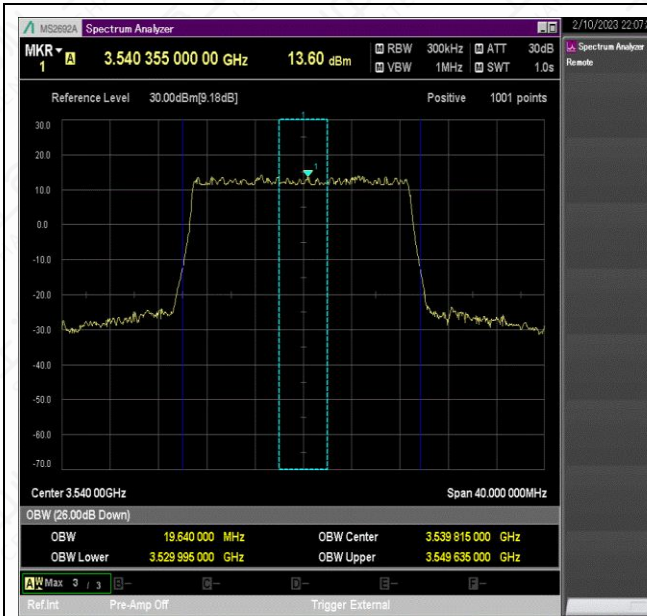 MS2692A Spectrum Analyzer
2/10/2023 22:07:
MKR 1 A 3.540 355 000 00 GHz 13.60 dBm
M RBW 300kHz M ATT 30dB
M VBW 1MHz M SWT 1.0s
Spectrum Analyzer
Remote
Reference Level 30.00dBm[9.18dB] Positive 1001 points
1
1
30.0
20.0
10.0
0.0
-10.0
-20.0
-30.0
-40.0
-50.0
-60.0
-70.0
Center 3.540 00GHz Span 40.000 000MHz
OBW (26.00dB Down)
OBW 19.640 000 MHz OBW Center 3.539 815 000 GHz
OBW Lower 3.529 995 000 GHz OBW Upper 3.549 635 000 GHz
A W Max 3 / 3 B- C- D- E- F-
Ref.Int Pre-Amp Off Trigger External